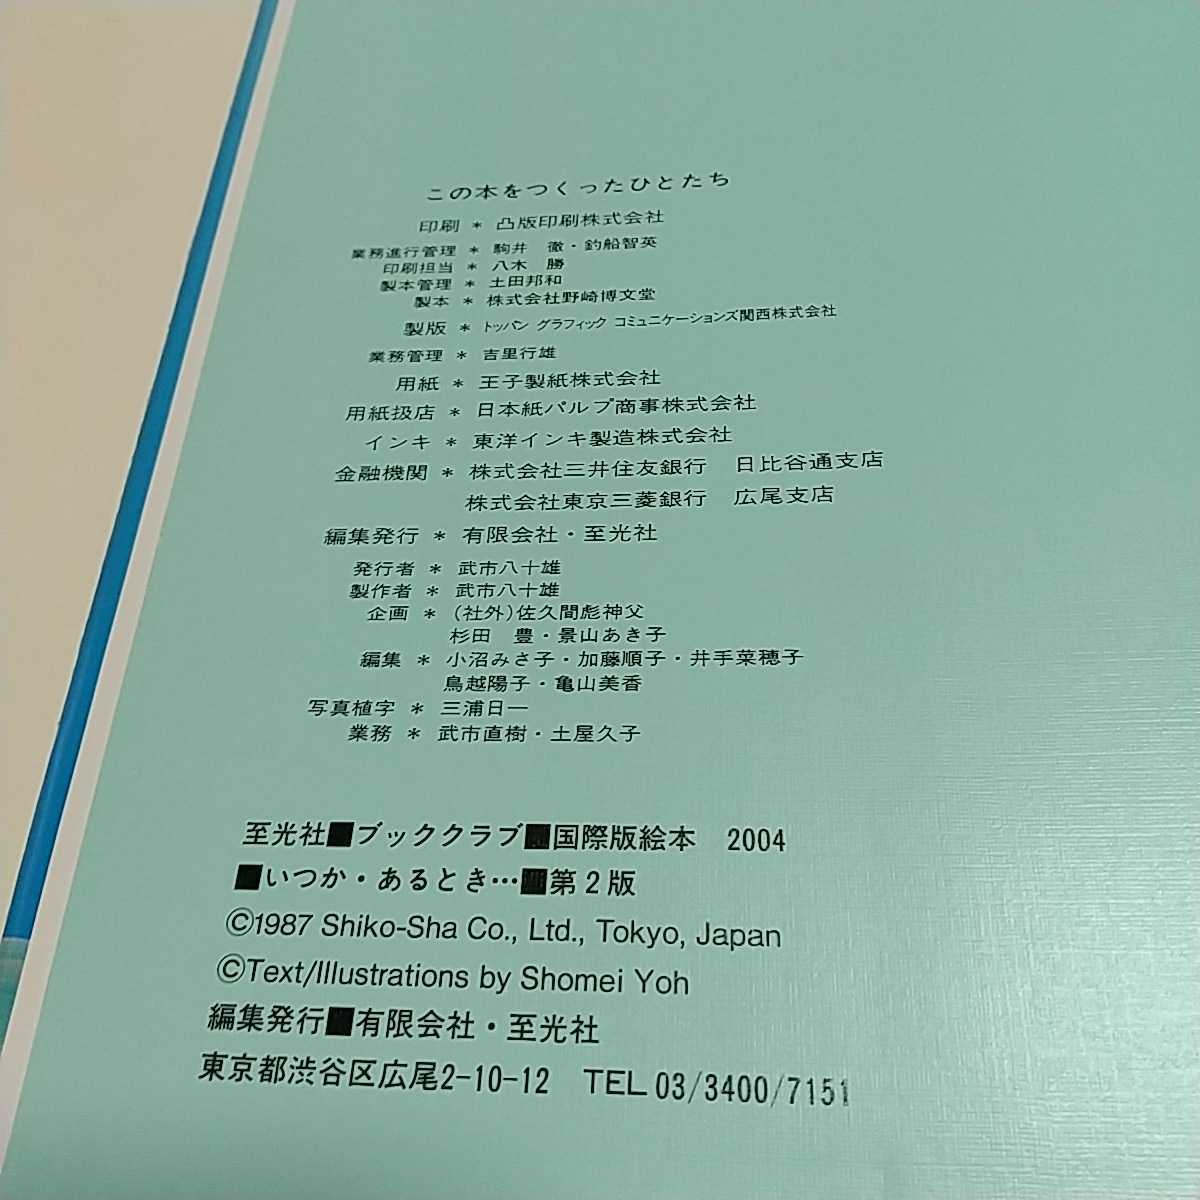 この本をつくったひとたち
印刷 * 凸版印刷株式会社
業務進行管理 * 駒井 徹・釣船智英
印刷担当 * 八木 勝
製本管理 * 土田邦和
製本 * 株式会社野崎博文堂
製版 * トッパン グラフィック コミュニケーションズ関西株式会社
業務管理 * 吉里行雄
用紙 * 王子製紙株式会社
用紙扱店 * 日本紙パルプ商事株式会社
インキ * 東洋インキ製造株式会社
金融機関 * 株式会社三井住友銀行 日比谷通支店
株式会社東京三菱銀行 広尾支店
編集発行 * 有限会社・至光社
発行者 * 武市八十雄
製作者 * 武市八十雄
企画 * (社外)佐久間彪神父
杉田 豊・景山あき子
編集 * 小沼みさ子・加藤順子・井手菜穂子
鳥越陽子・亀山美香
写真植字 * 三浦日一
業務 * 武市直樹・土屋久子
至光社■ブッククラブ■国際版絵本 2004
■いつか・あるとき…■第2版
©1987 Shiko-Sha Co., Ltd., Tokyo, Japan
©Text/Illustrations by Shomei Yoh
編集発行■有限会社・至光社
東京都渋谷区広尾2-10-12 TEL 03/3400/7151